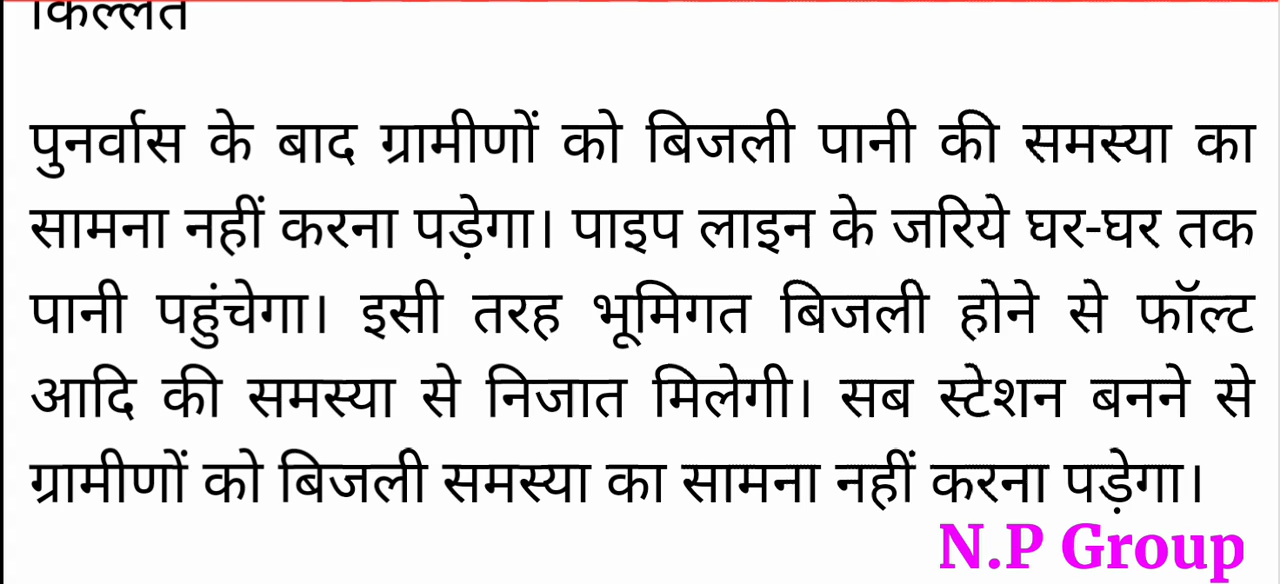 किल्लत
पुनर्वास के बाद ग्रामीणों को बिजली पानी की समस्या का
सामना नहीं करना पड़ेगा। पाइप लाइन के जरिये घर-घर तक
पानी पहुंचेगा। इसी तरह भूमिगत बिजली होने से फॉल्ट
आदि की समस्या से निजात मिलेगी। सब स्टेशन बनने से
ग्रामीणों को बिजली समस्या का सामना नहीं करना पड़ेगा।
N.P Group